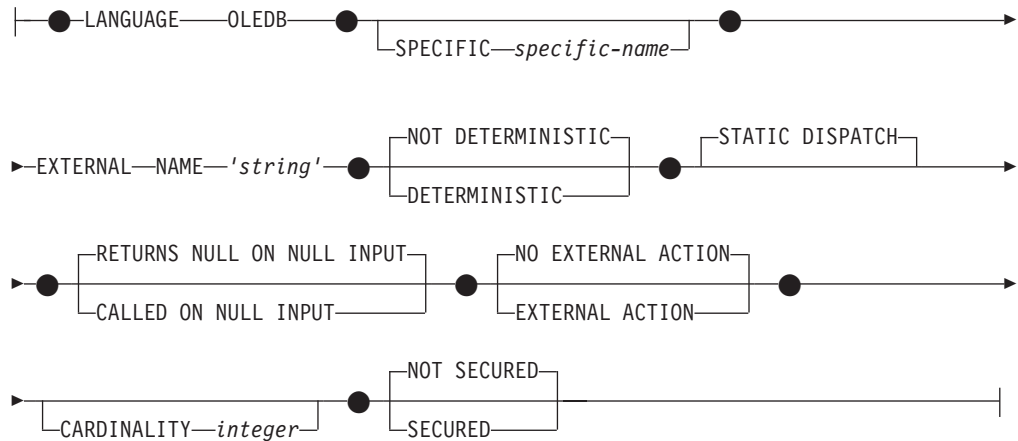 LANGUAGE OLEDB
SPECIFIC specific-name
EXTERNAL NAME 'string'
NOT DETERMINISTIC
DETERMINISTIC
STATIC DISPATCH
RETURNS NULL ON NULL INPUT
CALLED ON NULL INPUT
NO EXTERNAL ACTION
EXTERNAL ACTION
CARDINALITY integer
NOT SECURED
SECURED